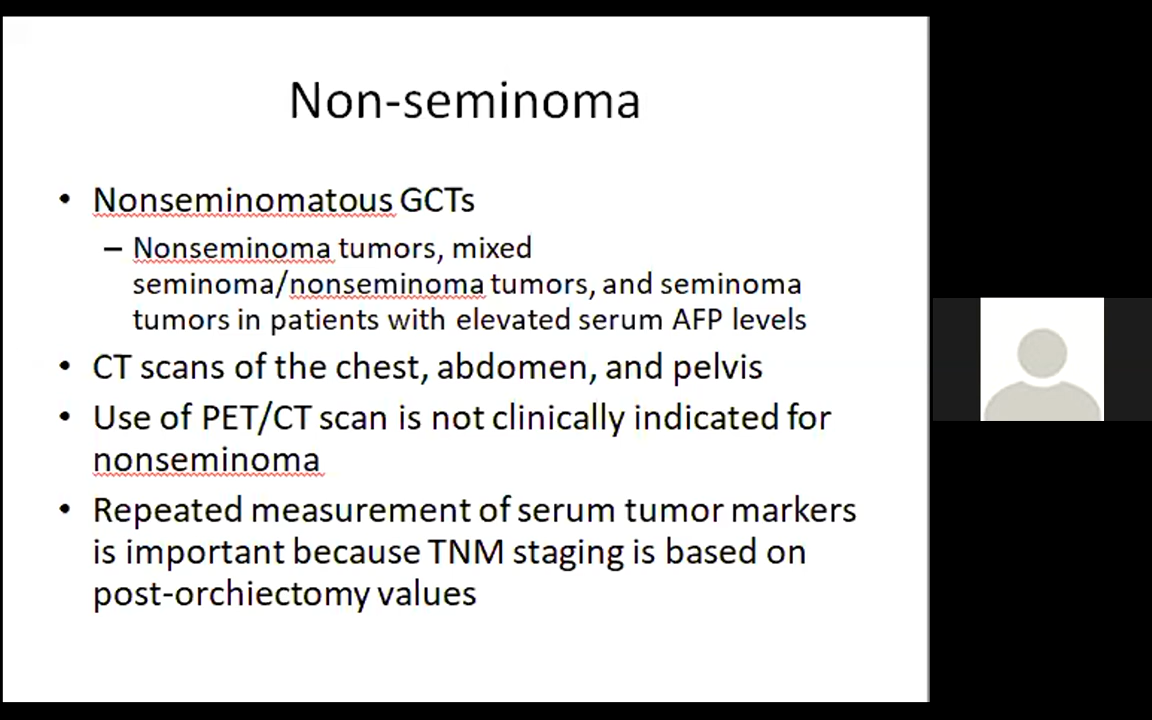 Non-seminoma
• Nonseminomatous GCTs
– Nonseminoma tumors, mixed
seminoma/nonseminoma tumors, and seminoma
tumors in patients with elevated serum AFP levels
• CT scans of the chest, abdomen, and pelvis
• Use of PET/CT scan is not clinically indicated for
nonseminoma
• Repeated measurement of serum tumor markers
is important because TNM staging is based on
post-orchiectomy values